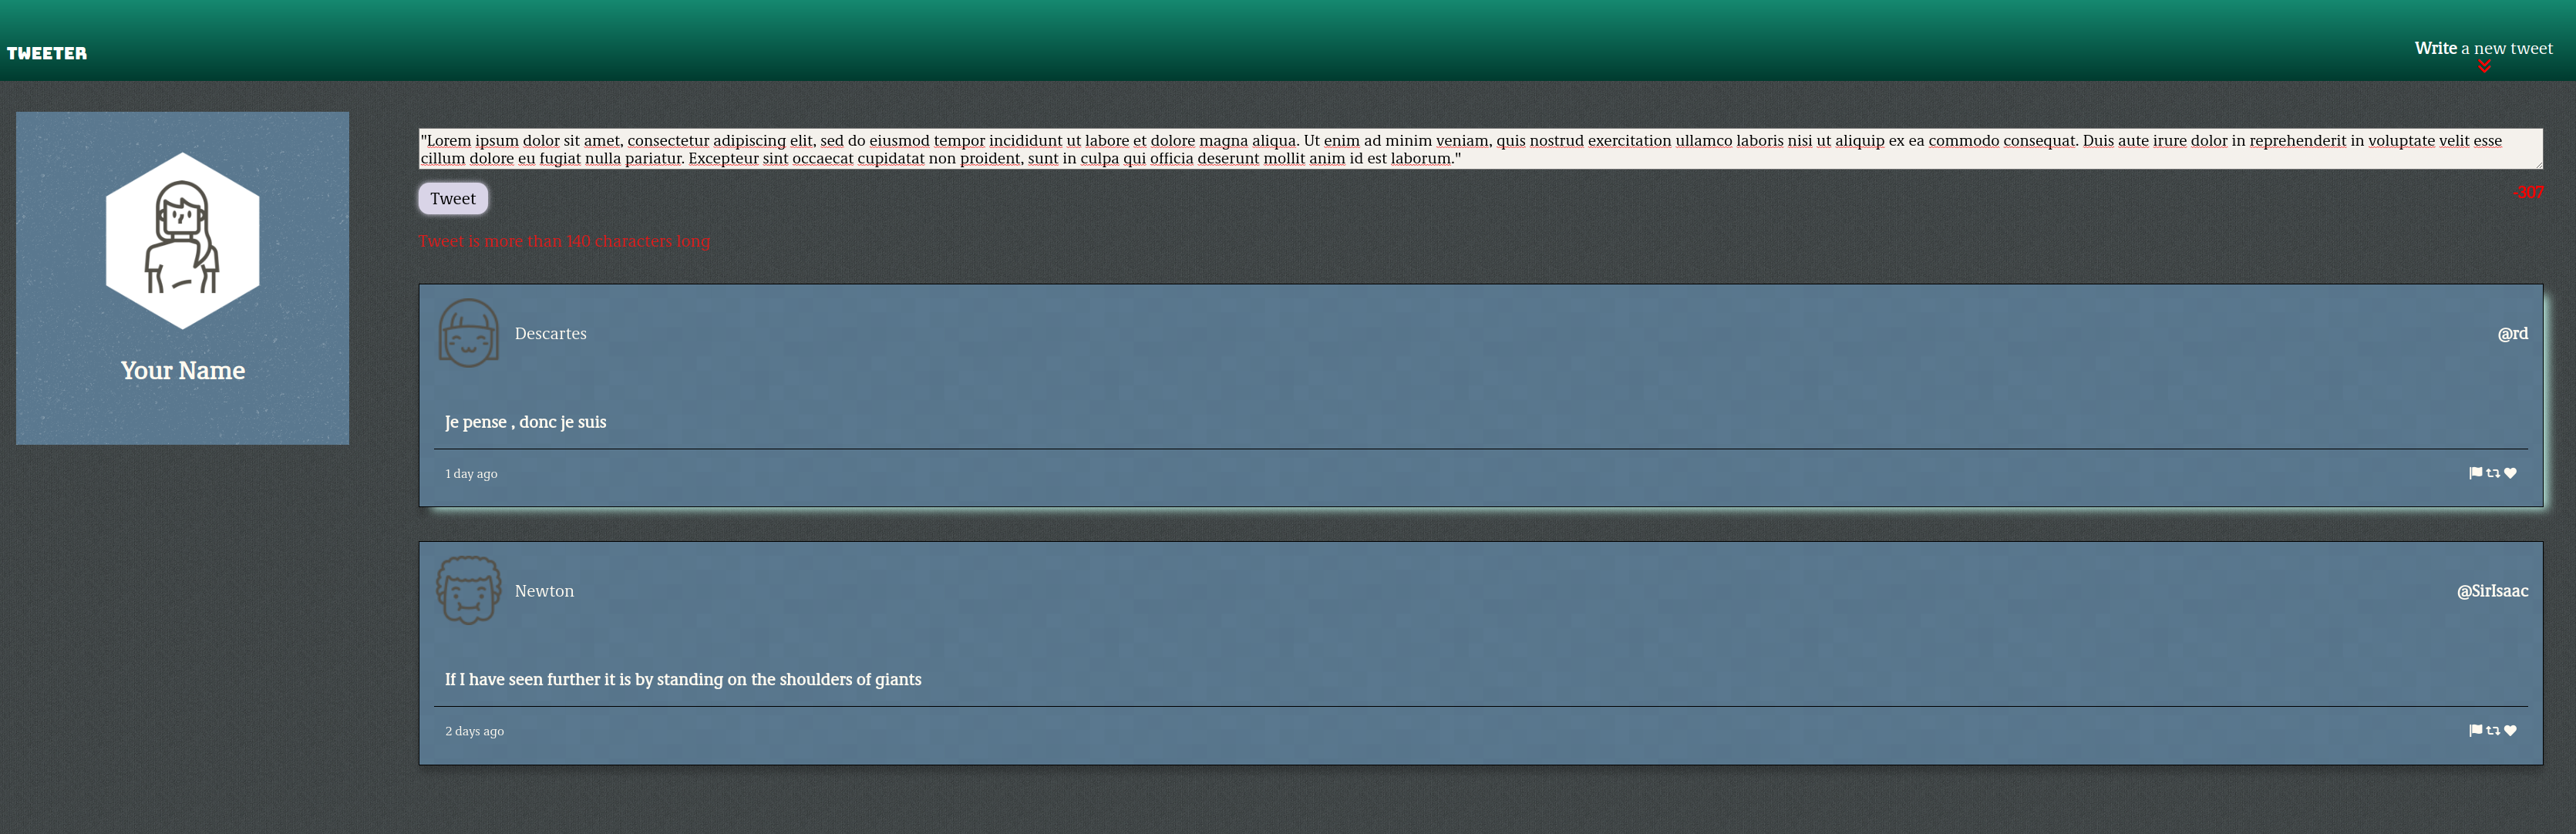 TWEETER
Write a new tweet
"Lorem ipsum dolor sit amet, consectetur adipiscing elit, sed do eiusmod tempor incididunt ut labore et dolore magna aliqua. Ut enim ad minim veniam, quis nostrud exercitation ullamco laboris nisi ut aliquip ex ea commodo consequat. Duis aute irure dolor in reprehenderit in voluptate velit esse
cillum dolore eu fugiat nulla pariatur. Excepteur sint occaecat cupidatat non proident, sunt in culpa qui officia deserunt mollit anim id est laborum."
Tweet
-307
Tweet is more than 140 characters long
Your Name
Descartes
@rd
Je pense , donc je suis
1 day ago
Newton
@SirIsaac
If I have seen further it is by standing on the shoulders of giants
2 days ago